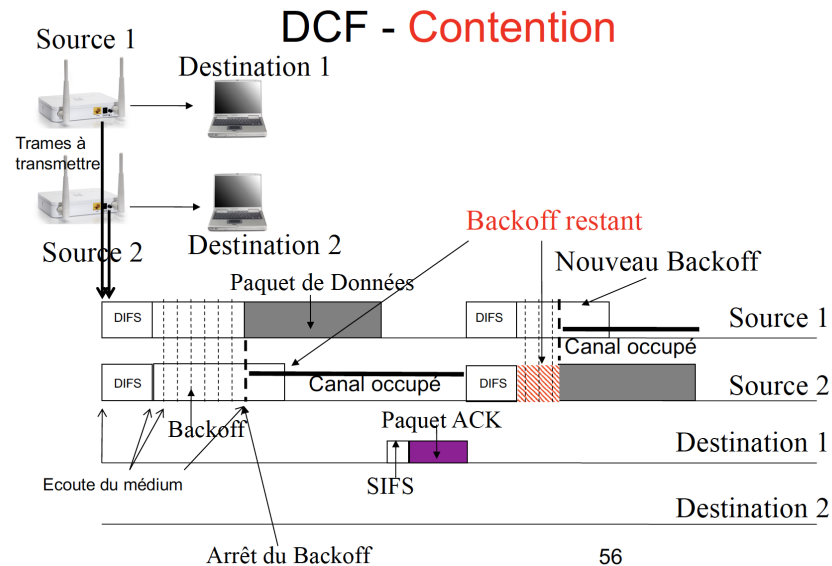 DCF - Contention
Source 1
Destination 1
Trames à
transmettre
Source 2
Destination 2
Backoff restant
Nouveau Backoff
Paquet de Données
DIFS
DIFS
Source 1
Canal occupé
DIFS
Canal occupé
DIFS
Source 2
Backoff
Paquet ACK
Destination 1
Ecoute du médium
SIFS
Destination 2
Arrêt du Backoff
56